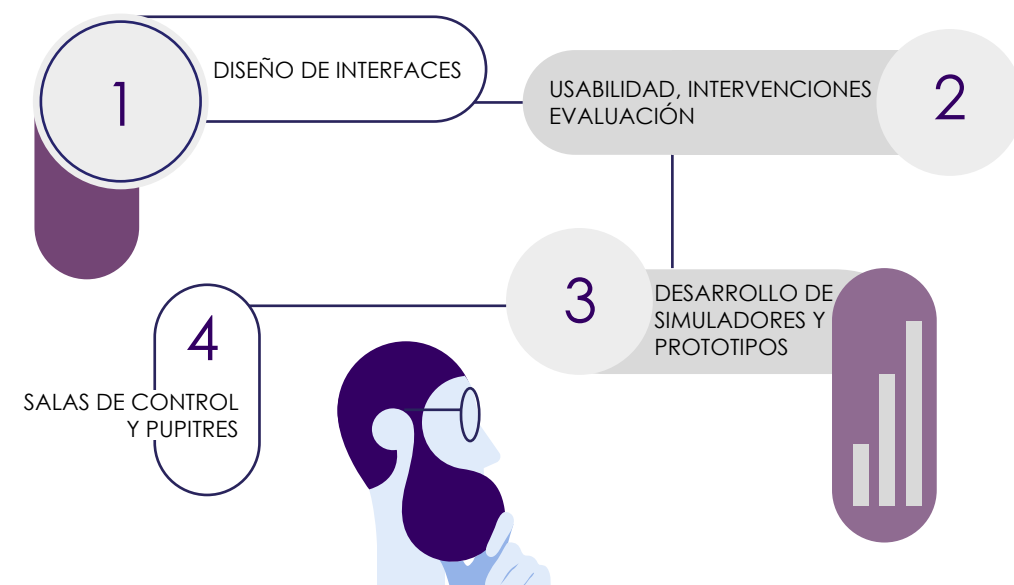 1
DISEÑO DE INTERFACES
USABILIDAD, INTERVENCIONES
EVALUACIÓN
2
3
DESARROLLO DE
SIMULADORES Y
PROTOTIPOS
4
SALAS DE CONTROL
Y PUPITRES